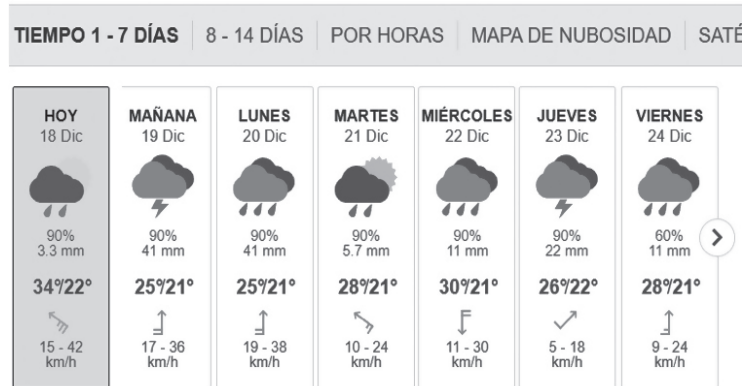 TIEMPO 1 - 7 DÍAS 8 - 14 DÍAS POR HORAS MAPA DE NUBOSIDAD
HOY MAÑANA LUNES MARTES MIÉRCOLES JUEVES VIERNES
18 Dic 19 Dic 20 Dic 21 Dic 22 Dic 23 Dic 24 Dic
90% 90% 90% 90% 90% 90% 60%
3.3 mm 41 mm 41 mm 5.7 mm 11 mm 22 mm 11 mm
34°/22° 25°/21° 25°/21° 28°/21° 30°/21° 26°/22° 28°/21°
15 - 42 17 - 36 19 - 38 10 - 24 11 - 30 5 - 18 9 - 24
km/h km/h km/h km/h km/h km/h km/h